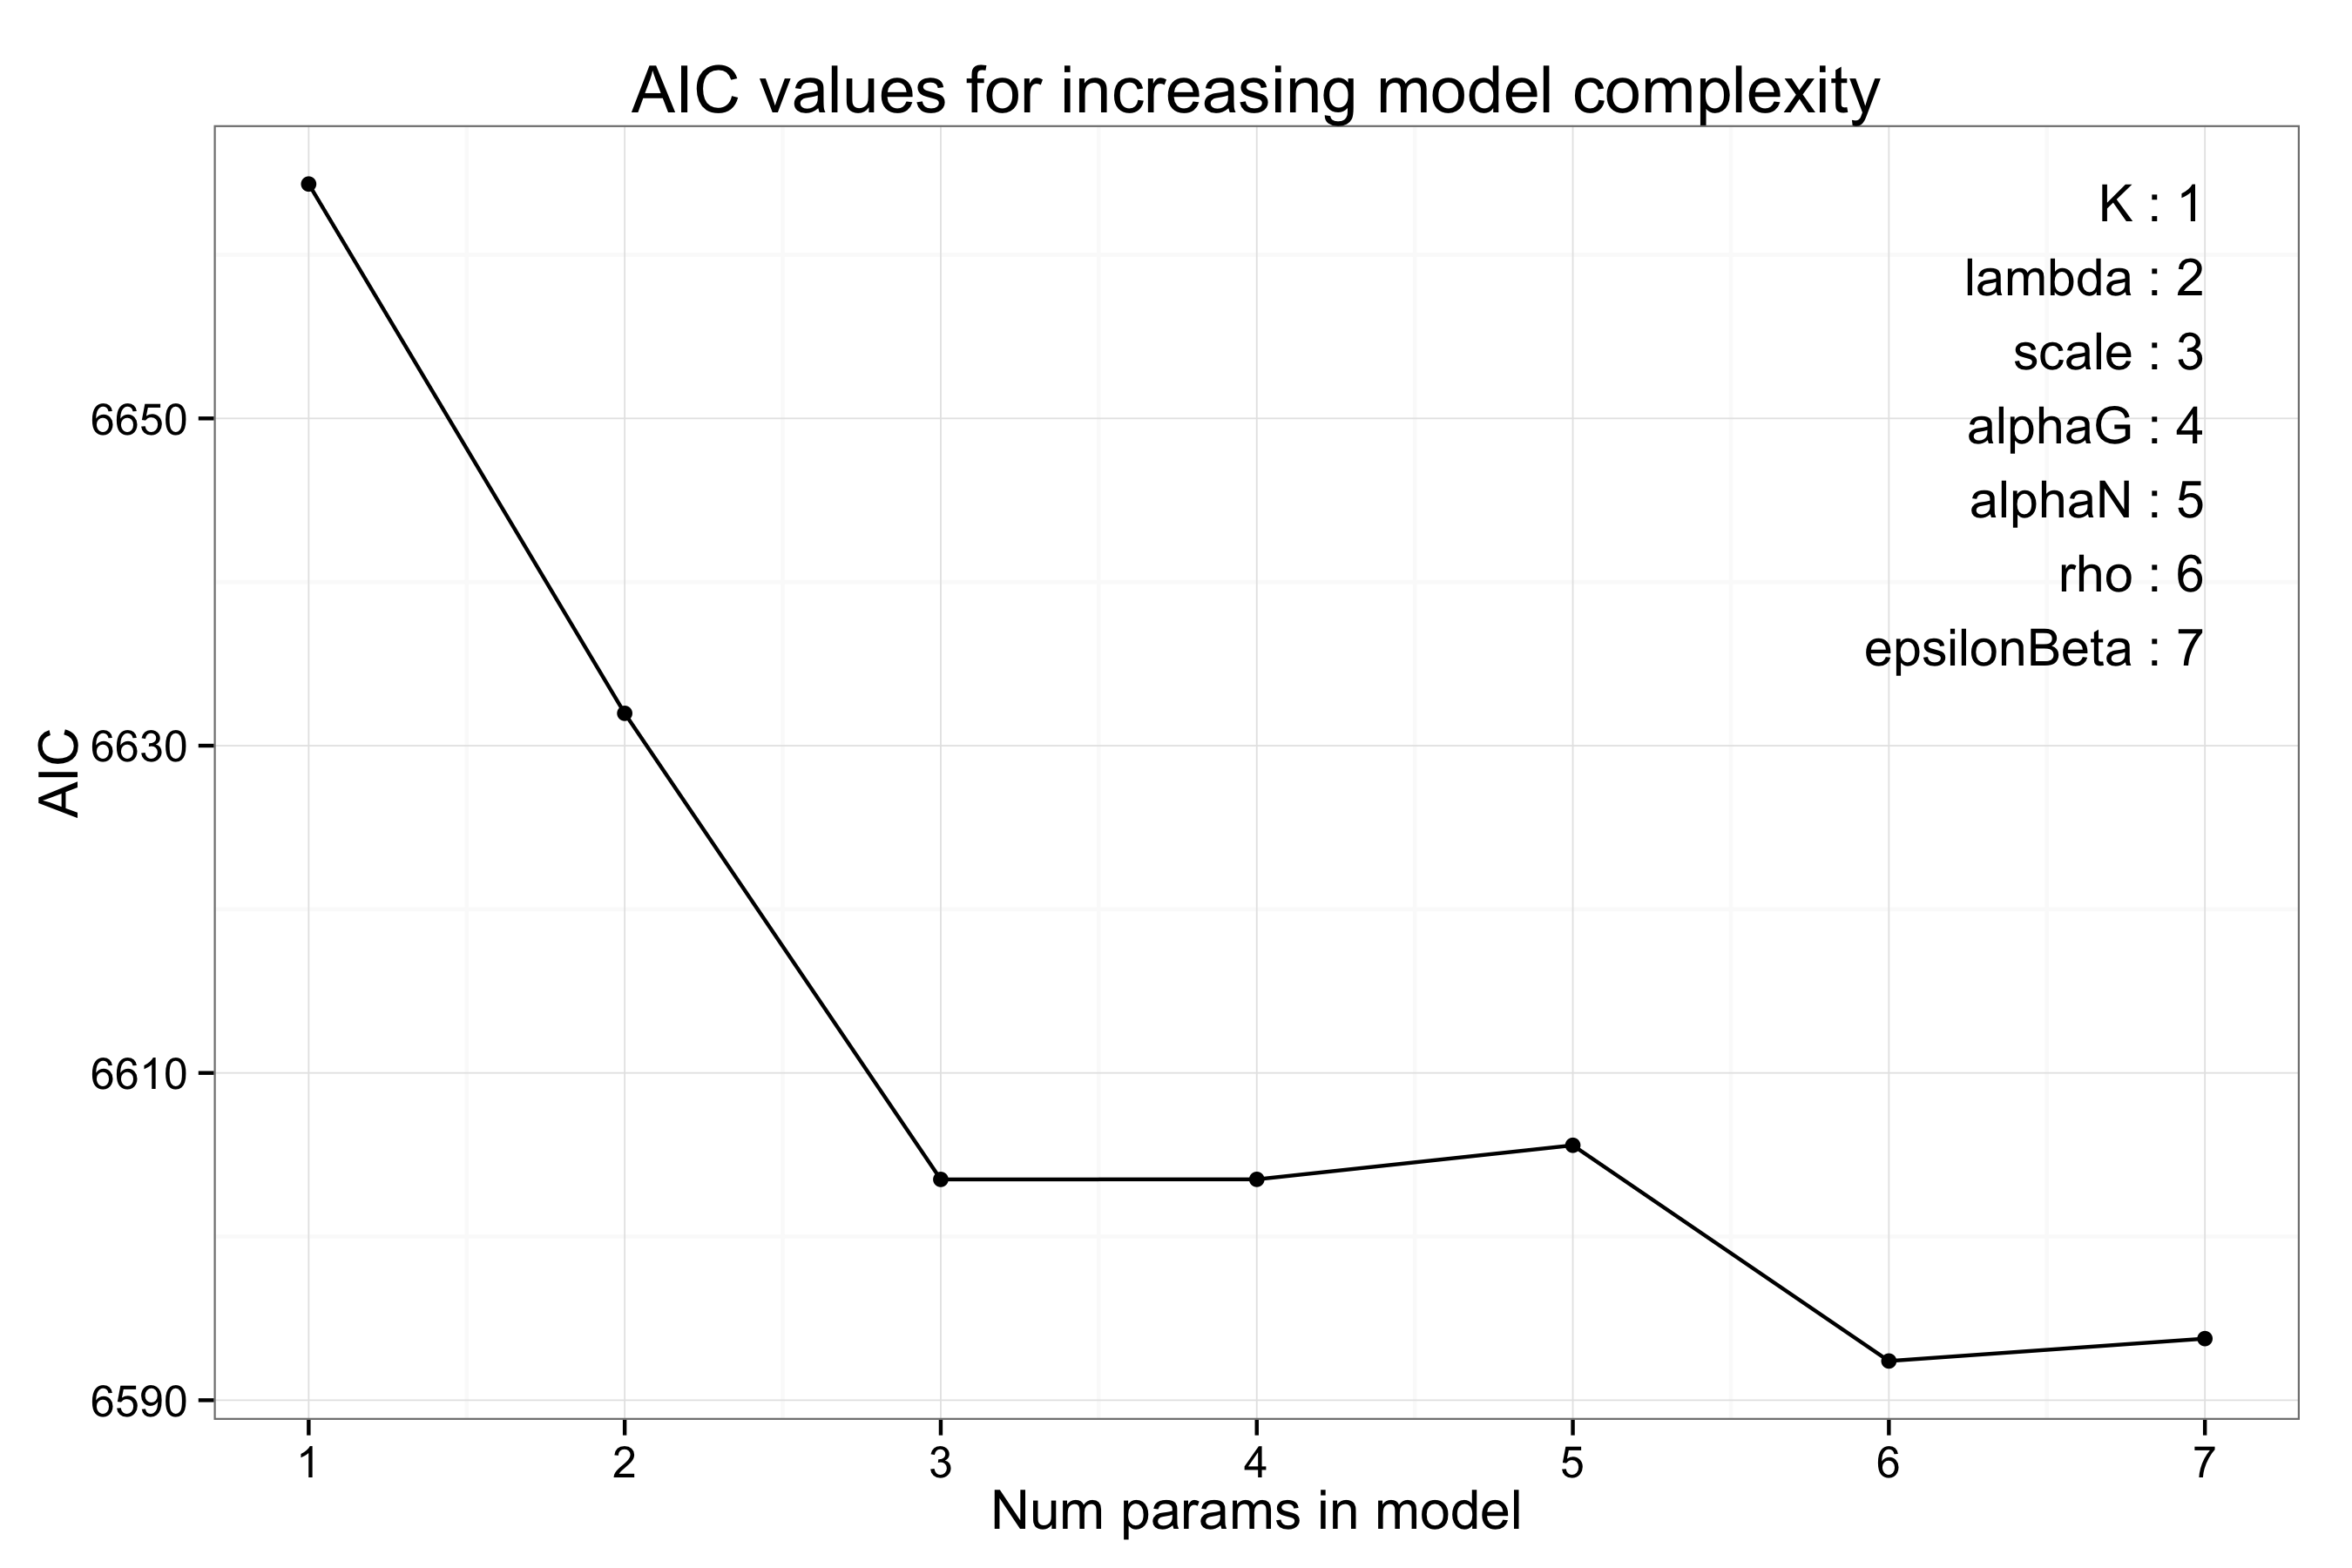 AIC values for increasing model complexity
K : 1
lambda : 2
scale : 3
alphaG : 4
alphaN : 5
rho : 6
epsilonBeta : 7
AIC
6650
6630
6610
6590
1 2 3 4 5 6 7
Num params in model